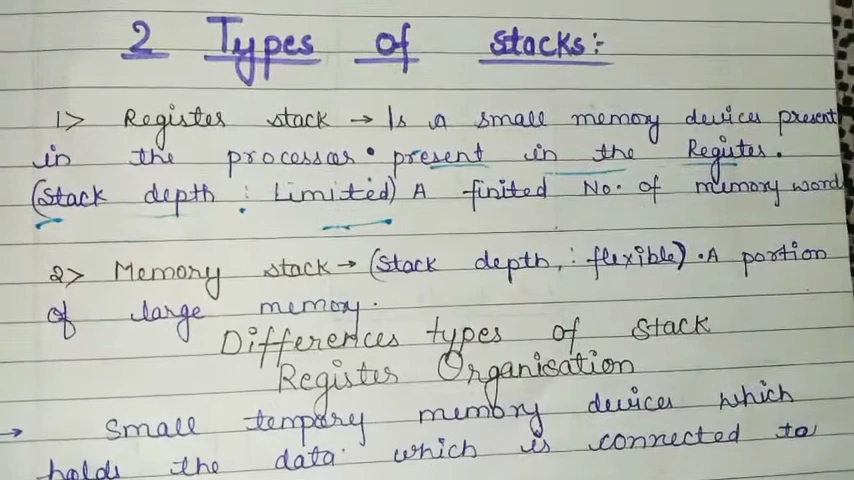 2 Types of stacks:-
1> Register stack → Is a small memory devices present
in the processor. present in the Register.
(Stack depth : Limited) A finited No. of memory word
2> Memory stack → (Stack depth : flexible) . A portion
of large memory.
Differences types of Stack
Register Organisation
→ Small tempary memory devices which
holds the data which is connected to